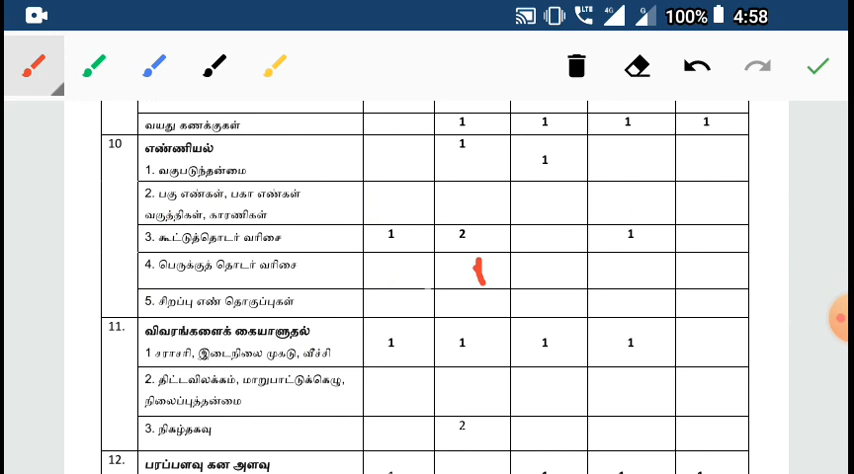 LTE 4G G 100% 4:58
வயது கணக்குகள் 1 1 1 1
10 எண்ணியல் 1
1. வகுபடுந்தன்மை 1
2. பகு எண்கள், பகா எண்கள்
வகுத்திகள், காரணிகள்
3. கூட்டுத்தொடர் வரிசை 1 2 1
4. பெருக்குத் தொடர் வரிசை 1
5. சிறப்பு எண் தொகுப்புகள்
11. விவரங்களைக் கையாளுதல்
1 சராசரி, இடைநிலை முகடு, வீச்சி 1 1 1 1
2. திட்டவிலக்கம், மாறுபாட்டுக்கெழு,
நிலைப்புத்தன்மை
3. நிகழ்தகவு 2
12. பரப்பளவு கன அளவு